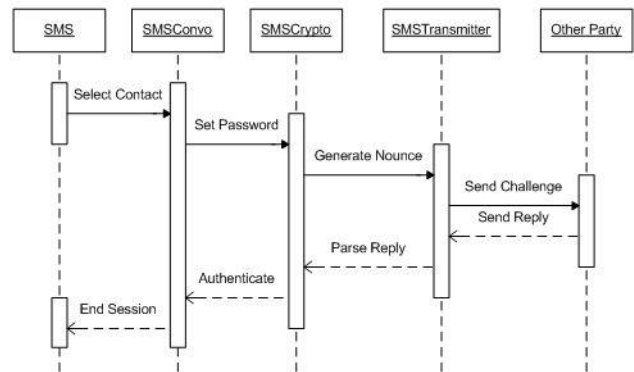 SMS
SMSConvo
SMSCrypto
SMSTransmitter
Other Party
Select Contact
Set Password
Generate Nounce
Send Challenge
Send Reply
Parse Reply
Authenticate
End Session